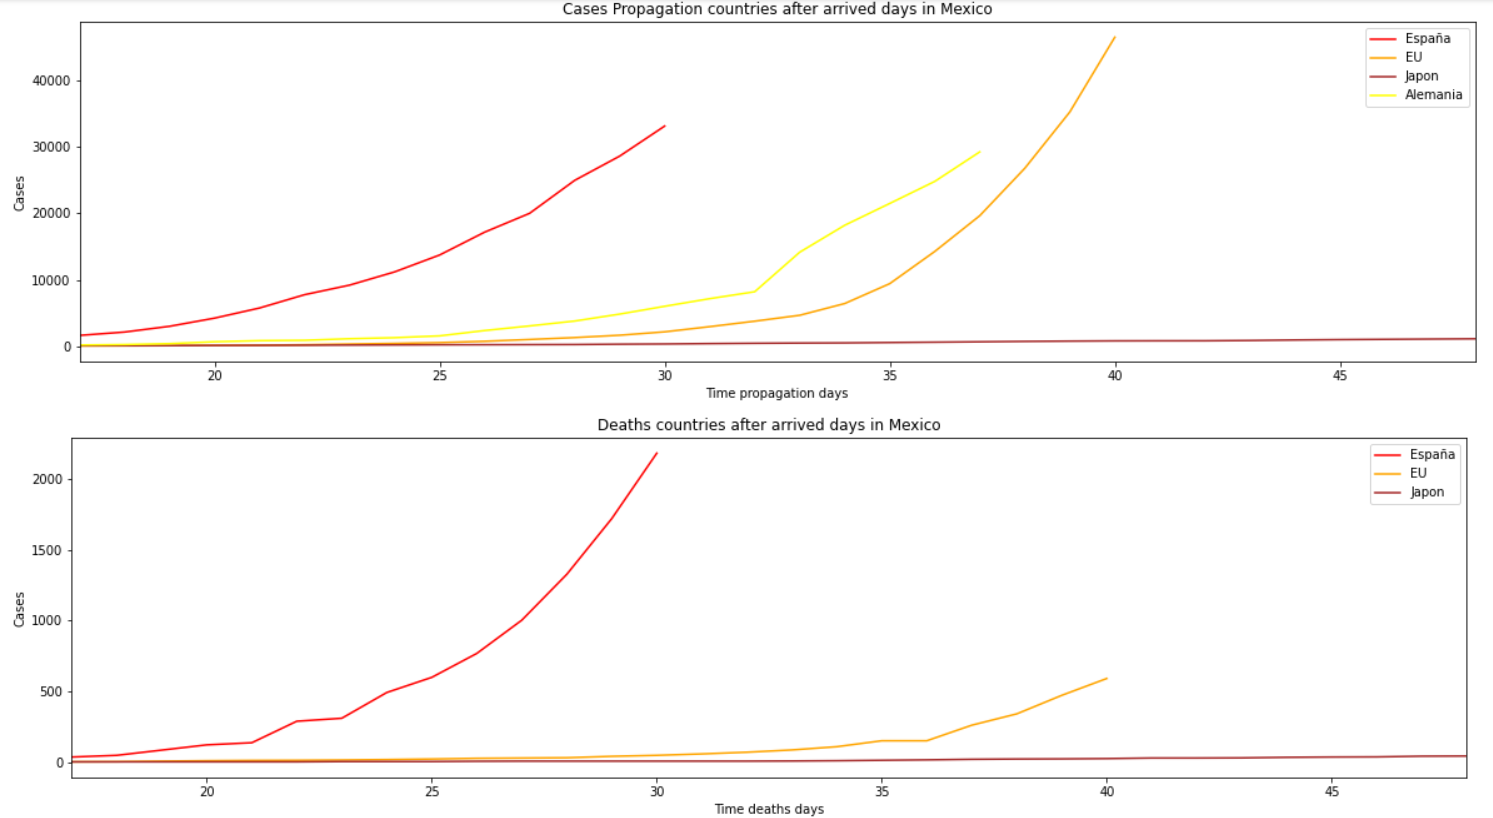 Cases Propagation countries after arrived days in Mexico
España
EU
Japon
Alemania
40000
30000
20000
10000
0
Cases
20 25 30 35 40 45
Time propagation days
Deaths countries after arrived days in Mexico
España
EU
Japon
2000
1500
1000
500
0
Cases
20 25 30 35 40 45
Time deaths days